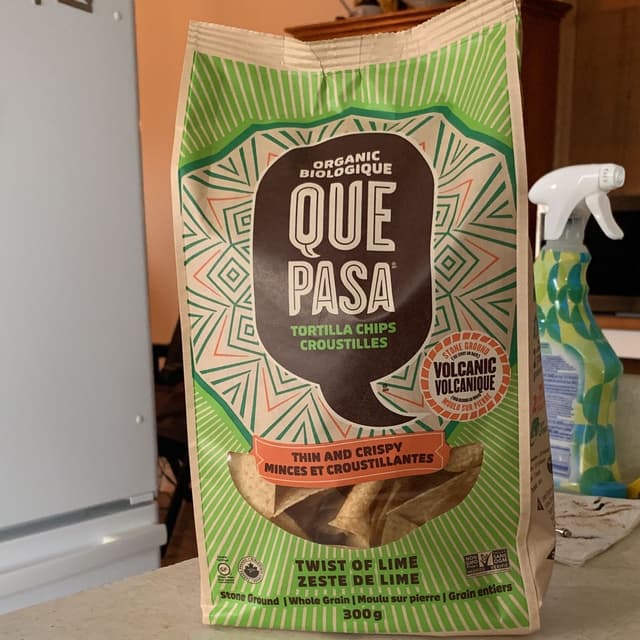 ORGANIC
BIOLOGIQUE
QUE
PASA
TORTILLA CHIPS
CROUSTILLES
STONE GROUND
VOLCANIC
VOLCANIQUE
MOULU SUR PIERRE
THIN AND CRISPY
MINCES ET CROUSTILLANTES
TWIST OF LIME
ZESTE DE LIME
Stone Ground | Whole Grain | Moulu sur pierre | Grain entiers
300g